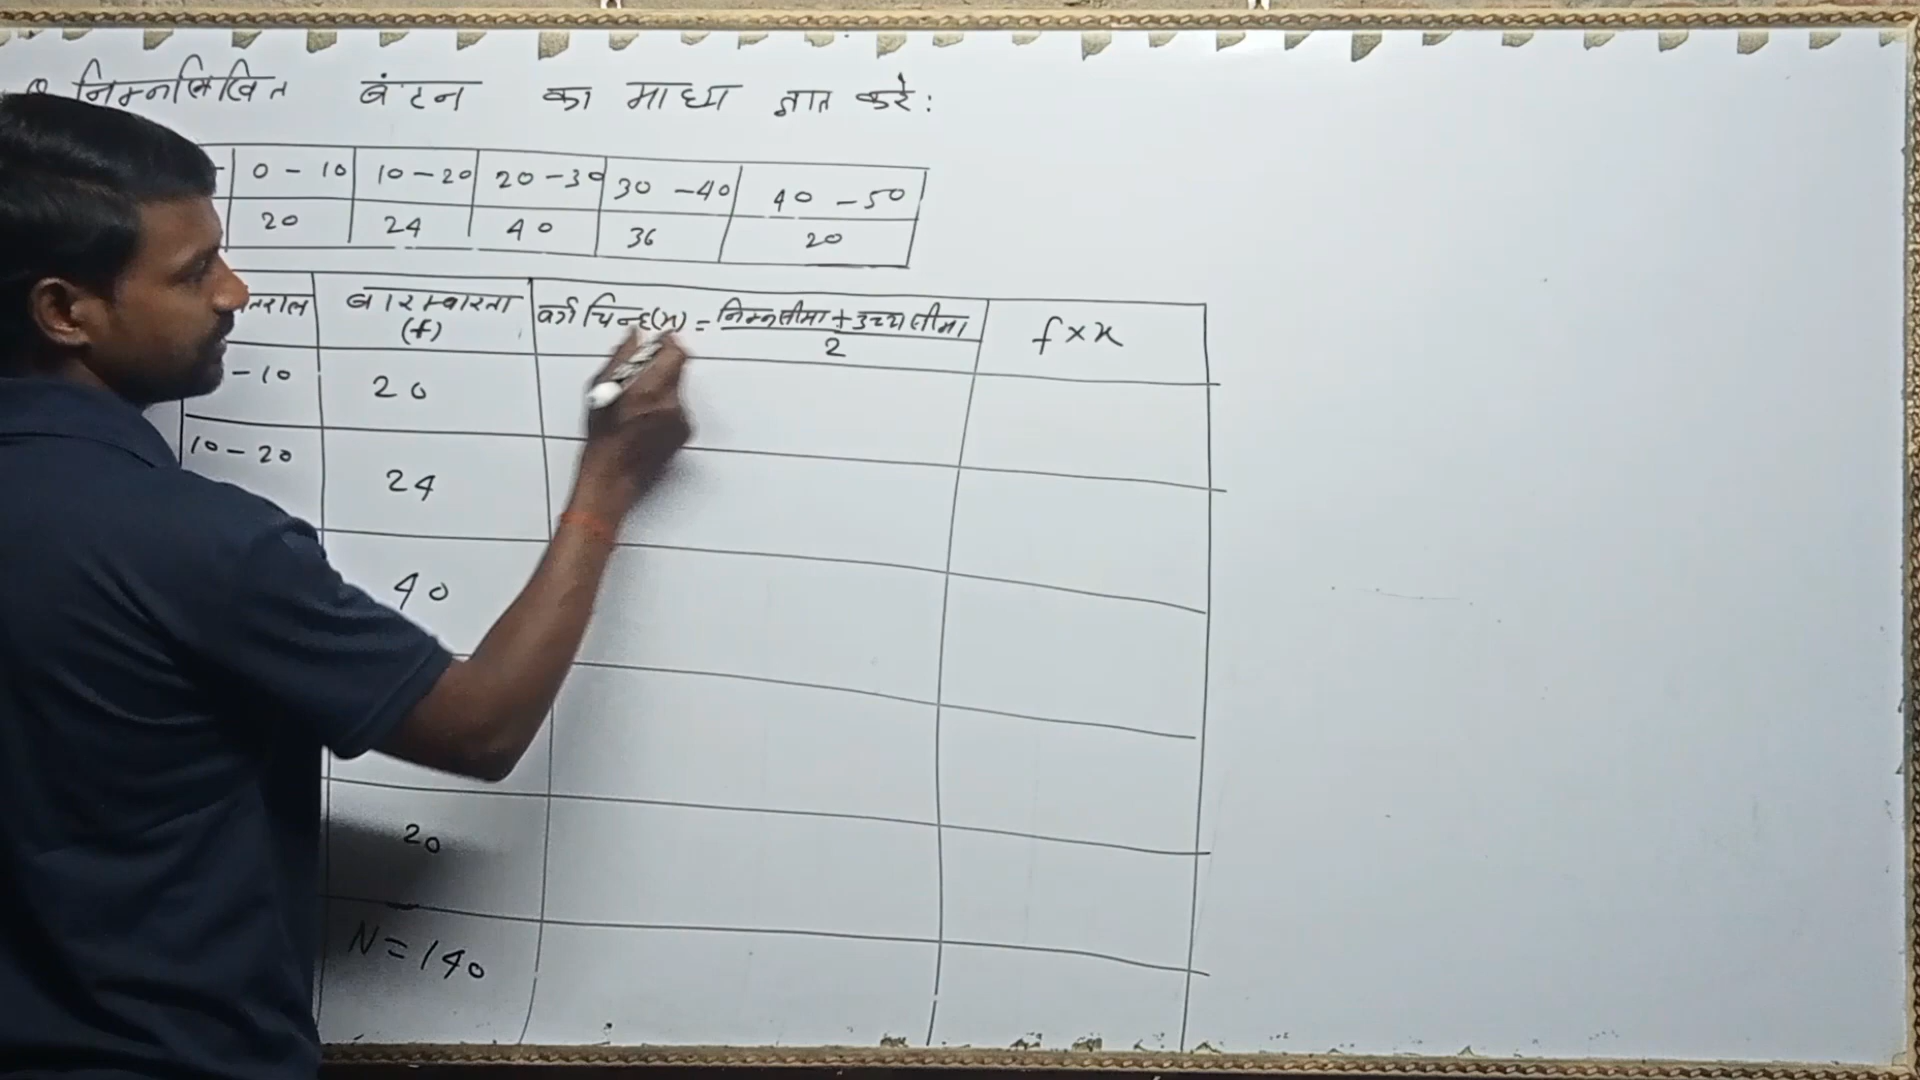 निम्नलिखित बंटन का माध्य ज्ञात करे:
0 - 10 10 - 20 20 - 30 30 - 40 40 - 50
20 24 40 36 20
बारम्बारता (f) वर्ग चिन्ह(x) = निम्नसीमा + उच्चसीमा / 2 f × x
- 10 20
10 - 20 24
40
20
N = 140